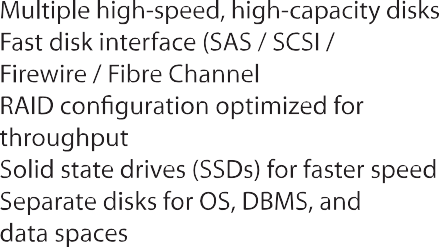 Multiple high-speed, high-capacity disks
Fast disk interface (SAS / SCSI /
Firewire / Fibre Channel
RAID configuration optimized for
throughput
Solid state drives (SSDs) for faster speed
Separate disks for OS, DBMS, and
data spaces